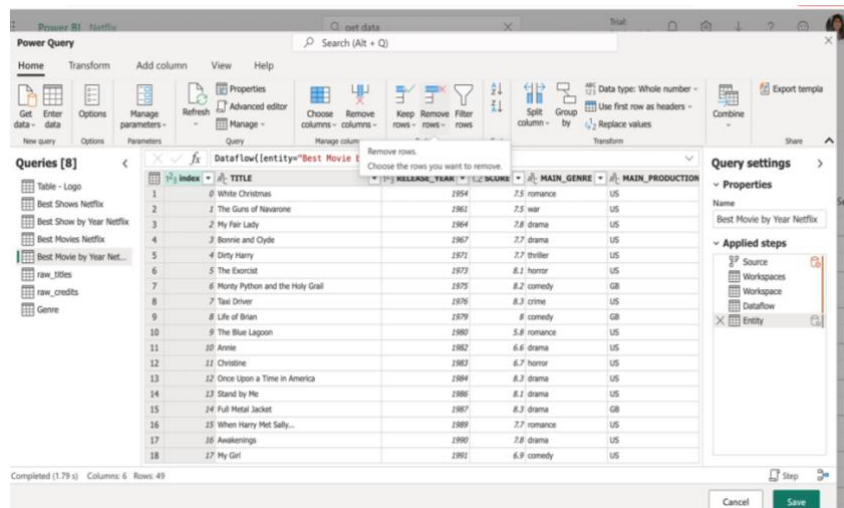 Power BI Netflix
get data
Trial:
Power Query
Search (Alt + Q)
Home Transform Add column View Help
Get data Enter data
Options
Manage parameters
Refresh
Properties
Advanced editor
Manage
Choose columns Remove columns
Keep rows Remove rows Filter rows
Split column Group by
Data type: Whole number
Use first row as headers
Replace values
Combine
Export templa
New query Options Parameters Query Manage colum Transform Share
Remove rows.
Choose the rows you want to remove.
Queries [8]
Table - Logo
Best Shows Netflix
Best Show by Year Netflix
Best Movies Netflix
Best Movie by Year Net...
raw_titles
raw_credits
Genre
fx Dataflow{[entity="Best Movie b
index TITLE RELEASE_YEAR SCORE MAIN_GENRE MAIN_PRODUCTION
1 0 White Christmas 1954 7.5 romance US
2 1 The Guns of Navarone 1961 7.5 war US
3 2 My Fair Lady 1964 7.8 drama US
4 3 Bonnie and Clyde 1967 7.7 drama US
5 4 Dirty Harry 1971 7.7 thriller US
6 5 The Exorcist 1973 8.1 horror US
7 6 Monty Python and the Holy Grail 1975 8.2 comedy GB
8 7 Taxi Driver 1976 8.3 crime US
9 8 Life of Brian 1979 8 comedy GB
10 9 The Blue Lagoon 1980 5.8 romance US
11 10 Annie 1982 6.6 drama US
12 11 Christine 1983 6.7 horror US
13 12 Once Upon a Time in America 1984 8.3 drama US
14 13 Stand by Me 1986 8.1 drama US
15 14 Full Metal Jacket 1987 8.3 drama GB
16 15 When Harry Met Sally... 1989 7.7 romance US
17 16 Awakenings 1990 7.8 drama US
18 17 My Girl 1991 6.9 comedy US
Query settings
Properties
Name
Best Movie by Year Netflix
Applied steps
Source
Workspaces
Workspace
Dataflow
Entity
Completed (1.79 s) Columns: 6 Rows: 49
Step
Cancel Save